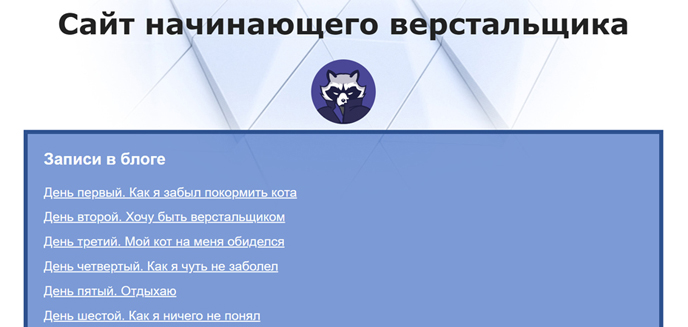 Сайт начинающего верстальщика
Записи в блоге
День первый. Как я забыл покормить кота
День второй. Хочу быть верстальщиком
День третий. Мой кот на меня обиделся
День четвертый. Как я чуть не заболел
День пятый. Отдыхаю
День шестой. Как я ничего не понял